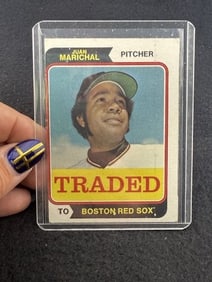 JUAN
MARICHAL PITCHER
TRADED
TO BOSTON RED SOX